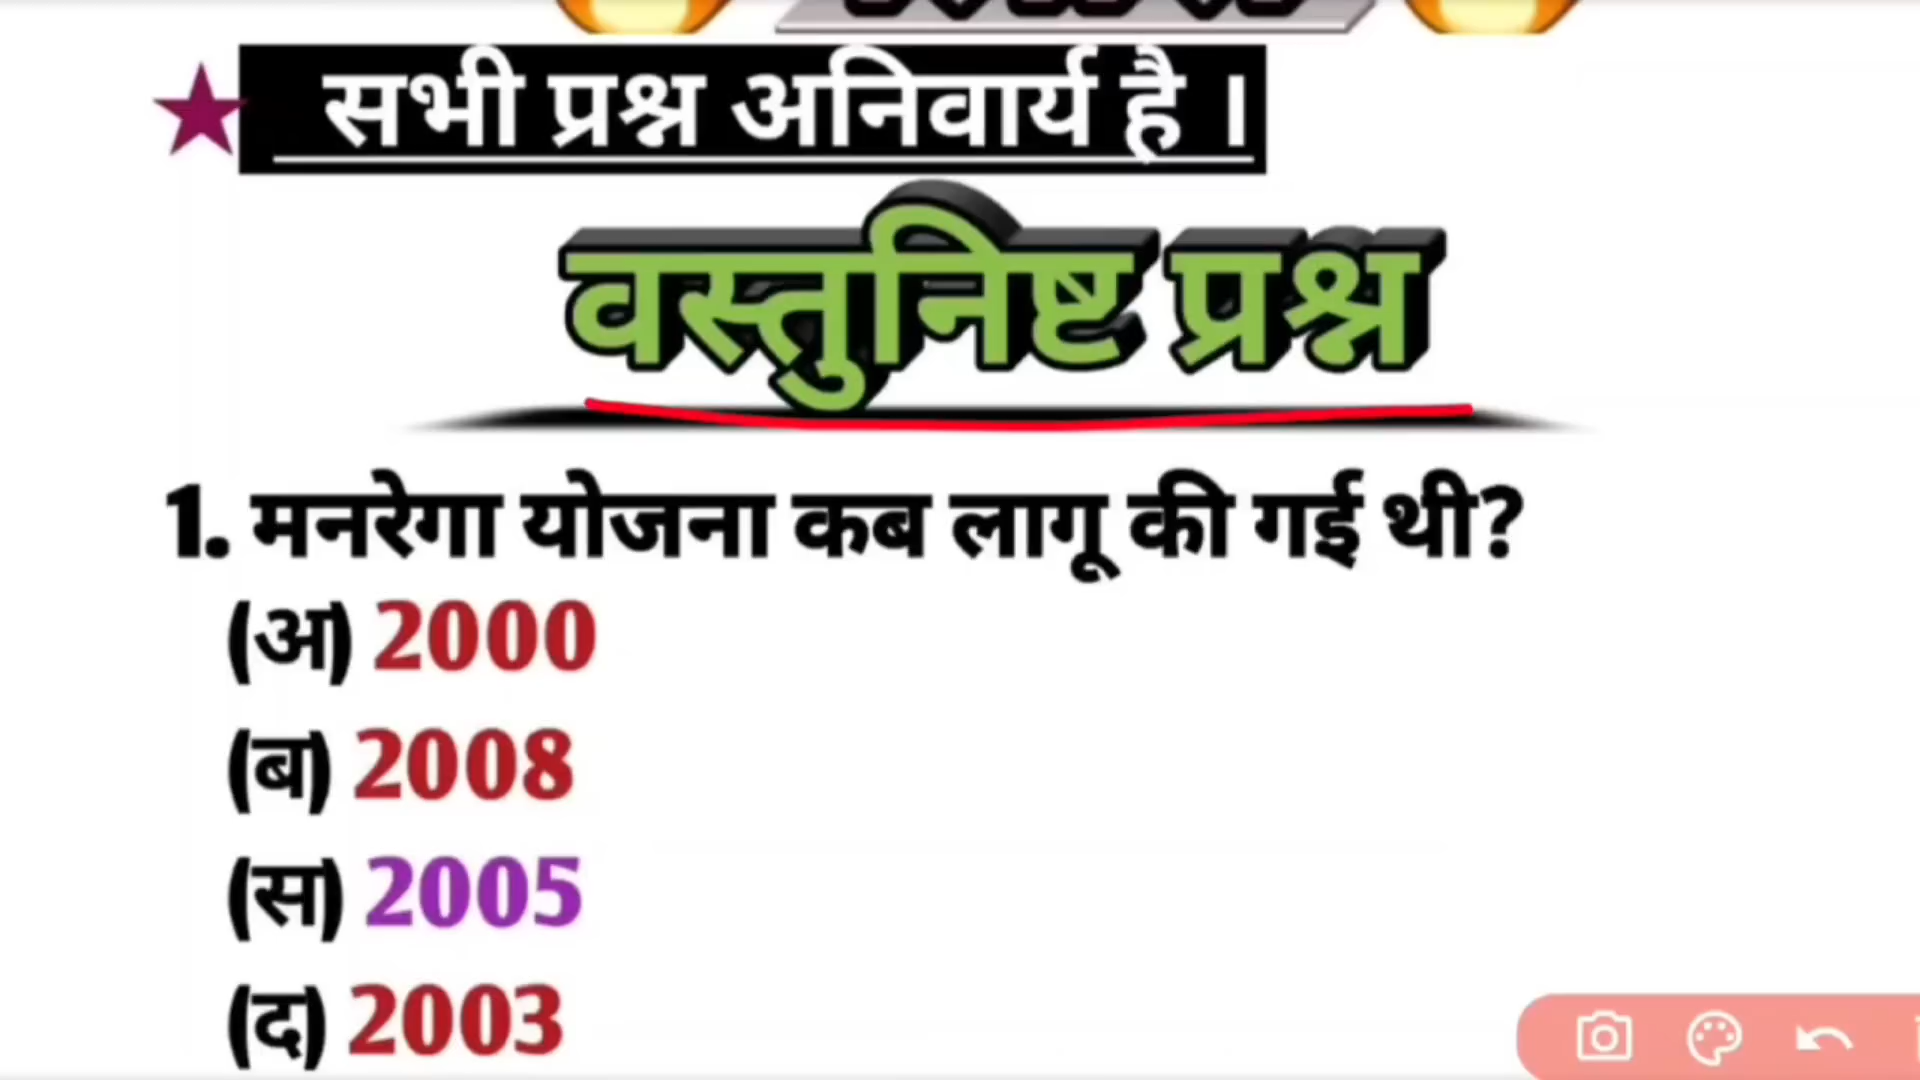 सभी प्रश्न अनिवार्य है ।
वस्तुनिष्ट प्रश्न
1. मनरेगा योजना कब लागू की गई थी?
(अ) 2000
(ब) 2008
(स) 2005
(द) 2003